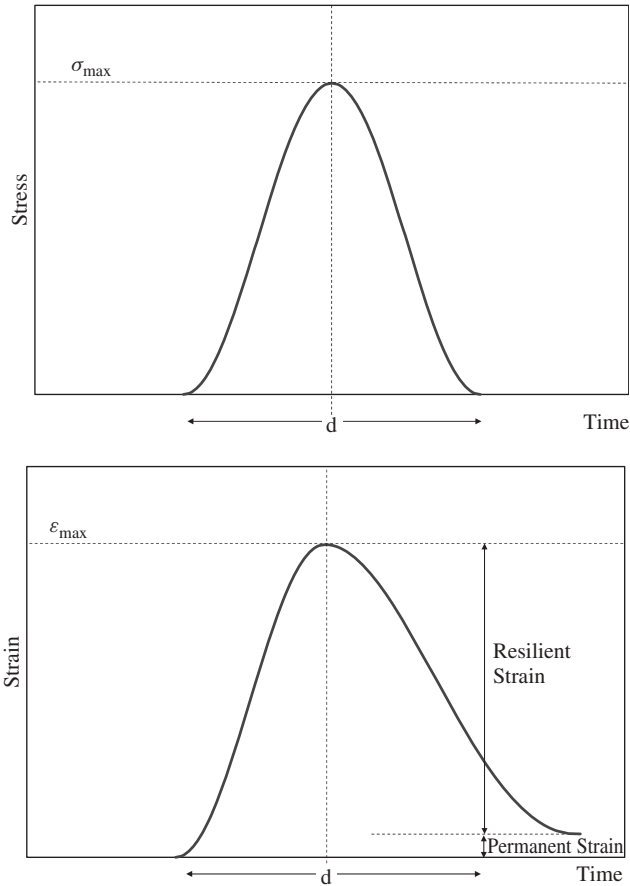 σmax
Stress
d
Time
εmax
Resilient
Strain
Strain
Permanent Strain
d
Time